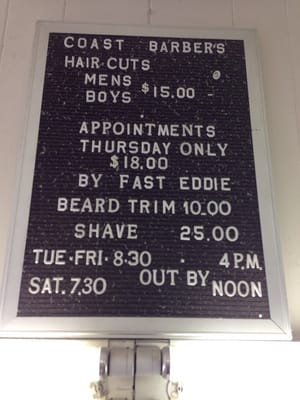 COAST BARBER'S
HAIR·CUTS
MENS
BOYS $15.00 -
APPOINTMENTS
THURSDAY ONLY
$18.00
BY FAST EDDIE
BEARD TRIM 10.00
SHAVE 25.00
TUE·FRI·8·30 - 4 P.M.
SAT. 7.30 OUT BY NOON